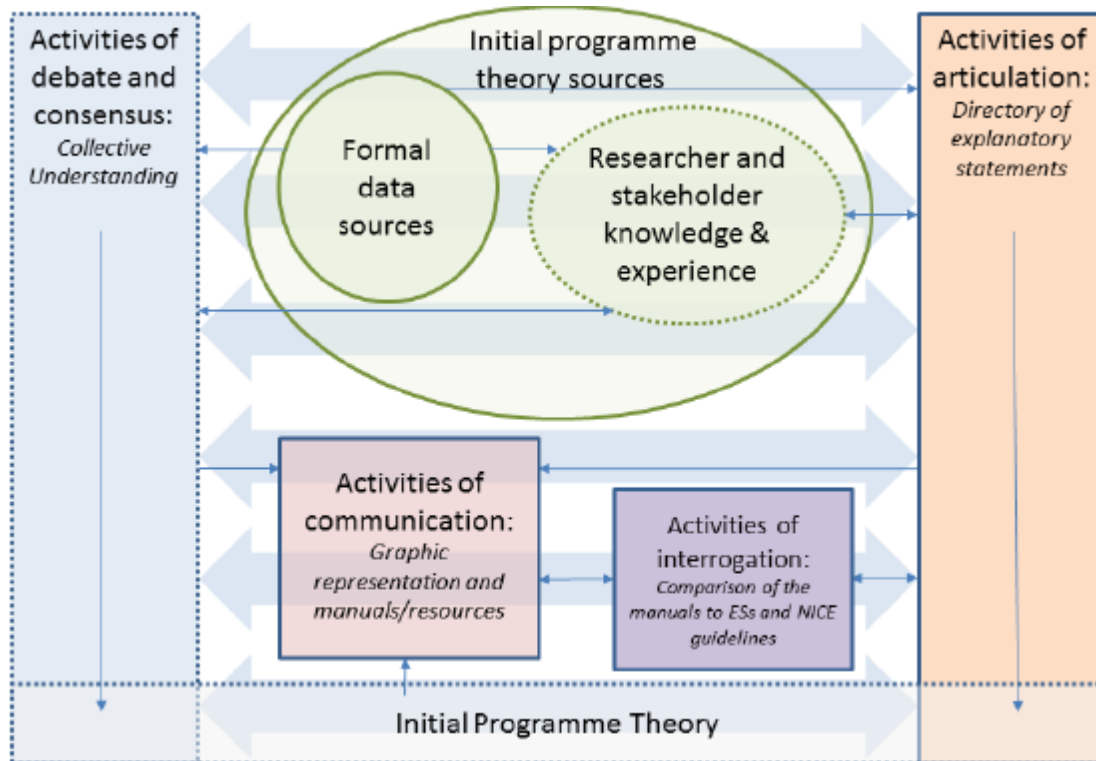 Activities of
debate and
consensus:
Collective
Understanding
Initial programme
theory sources
Formal
data
sources
Researcher and
stakeholder
knowledge &
experience
Activities of
articulation:
Directory of
explanatory
statements
Activities of
communication:
Graphic
representation and
manuals/resources
Activities of
interrogation:
Comparison of the
manuals to ESs and NICE
guidelines
Initial Programme Theory